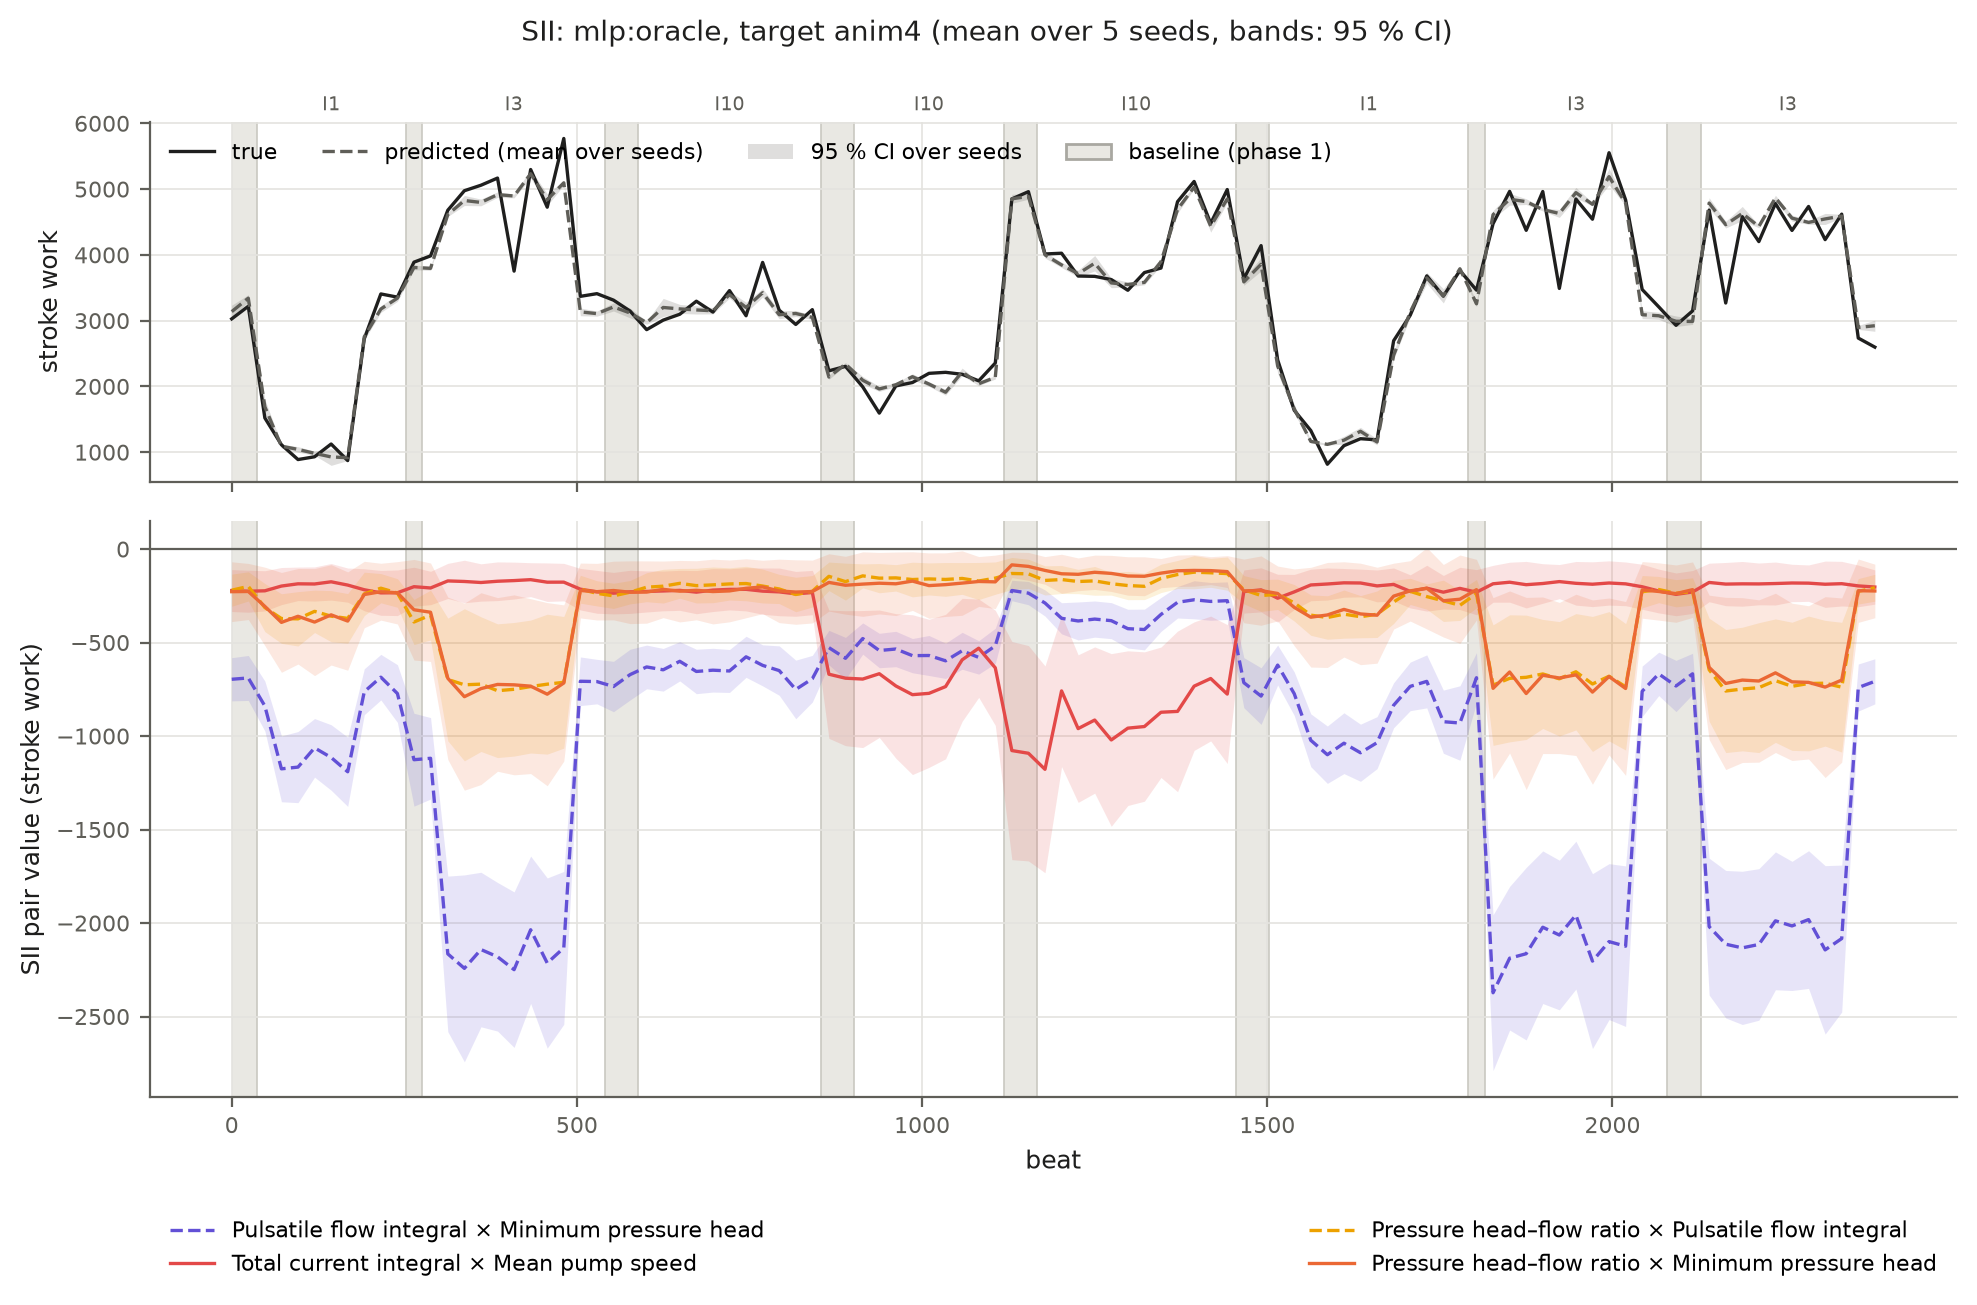 SII: mlp:oracle, target anim4 (mean over 5 seeds, bands: 95 % CI)
I1 I3 I10 I10 I10 I1 I3 I3
true predicted (mean over seeds) 95 % CI over seeds baseline (phase 1)
stroke work
6000
5000
4000
3000
2000
1000
SII pair value (stroke work)
0
−500
−1000
−1500
−2000
−2500
0 500 1000 1500 2000
beat
Pulsatile flow integral × Minimum pressure head
Total current integral × Mean pump speed
Pressure head–flow ratio × Pulsatile flow integral
Pressure head–flow ratio × Minimum pressure head